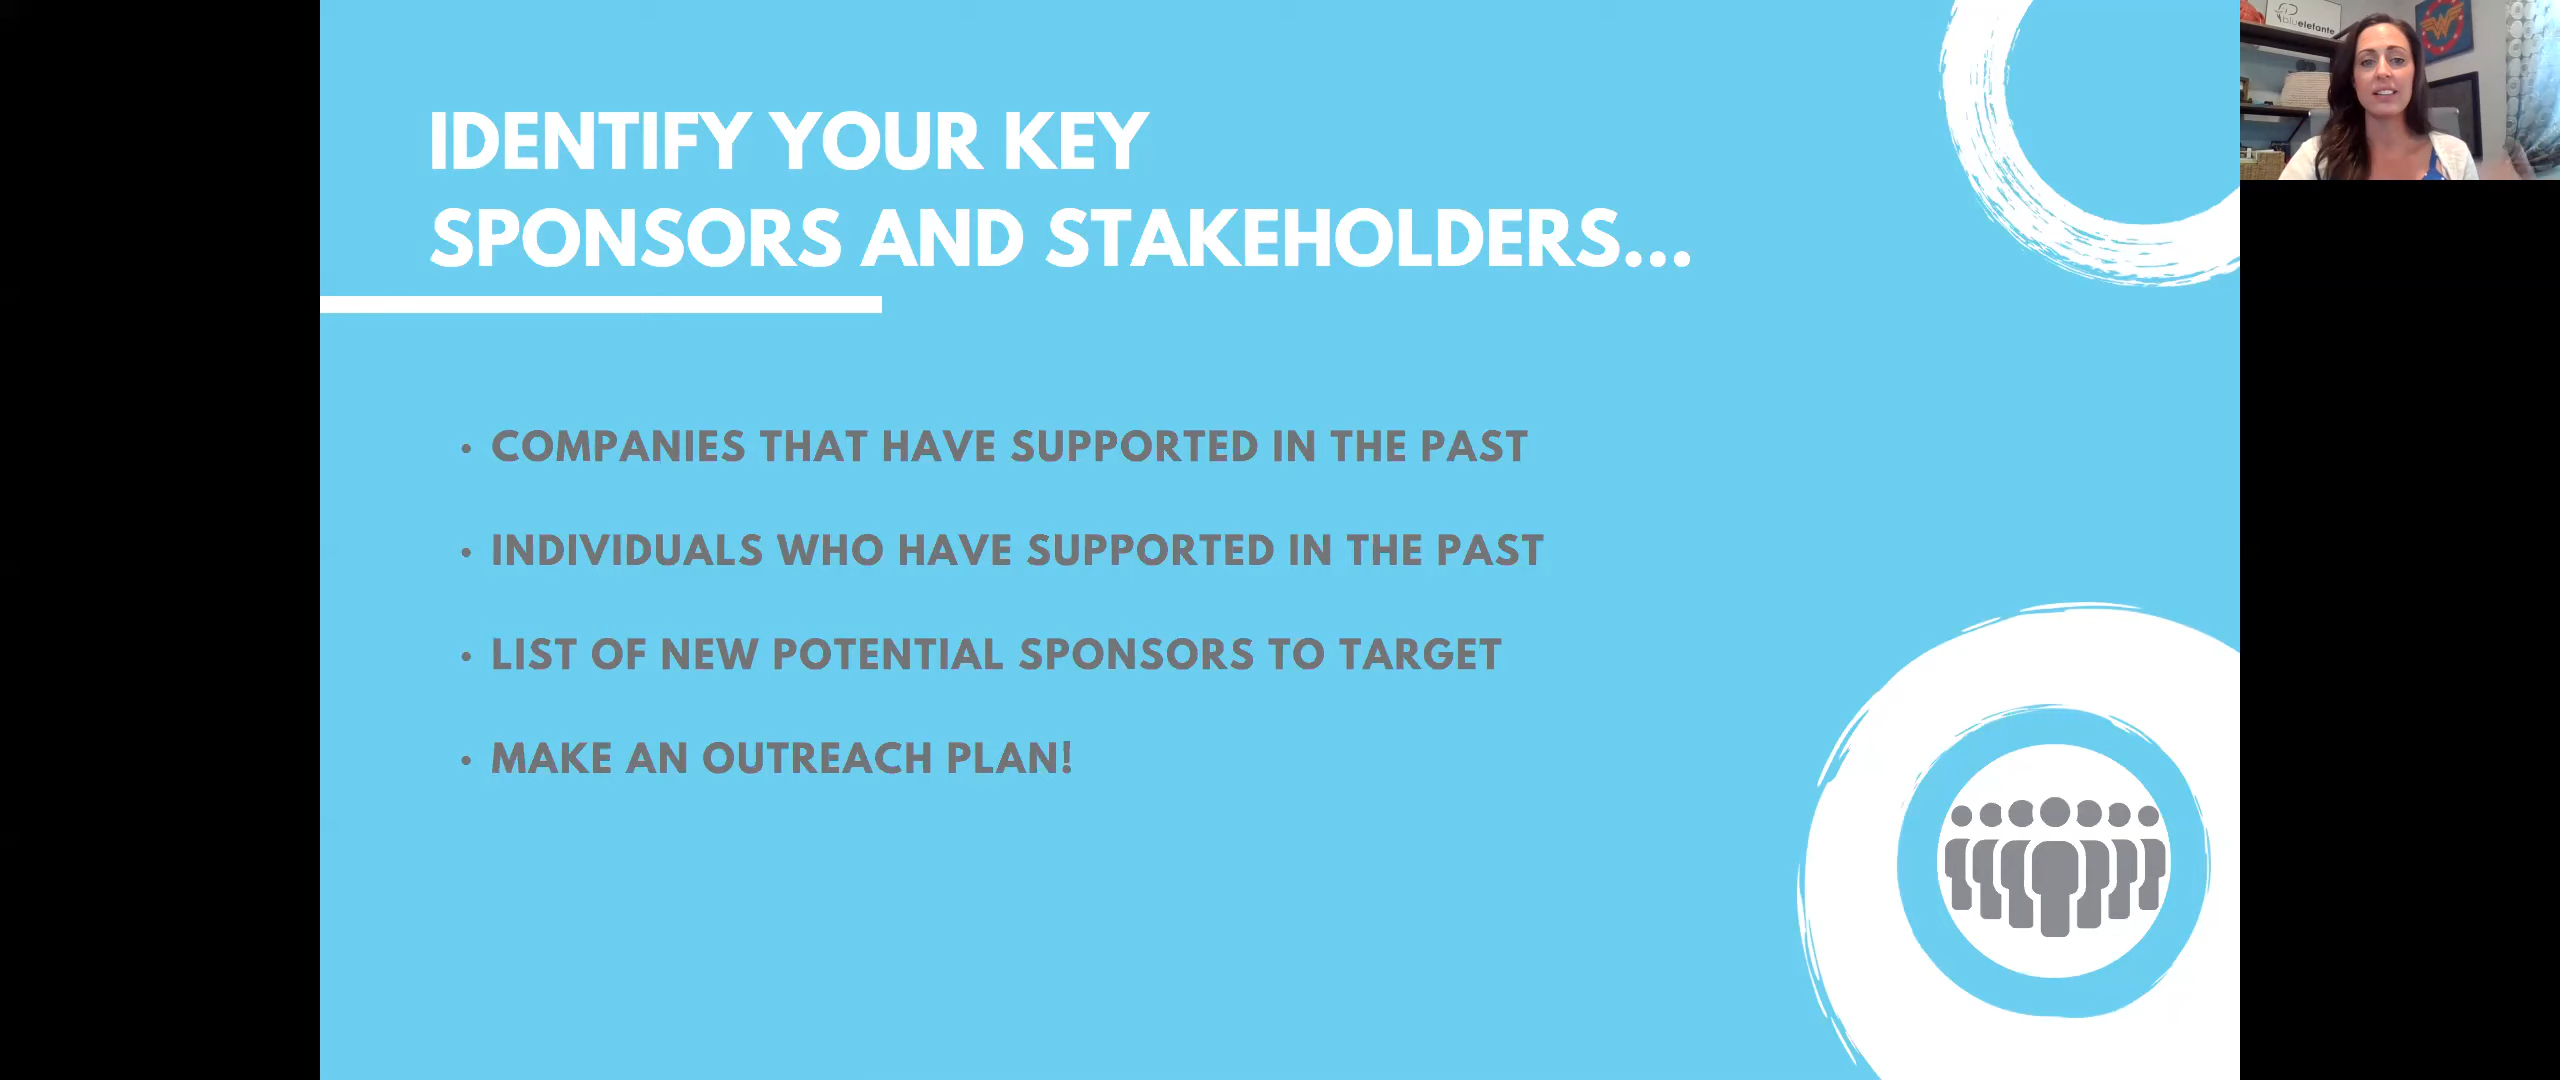 IDENTIFY YOUR KEY
SPONSORS AND STAKEHOLDERS...
• COMPANIES THAT HAVE SUPPORTED IN THE PAST
• INDIVIDUALS WHO HAVE SUPPORTED IN THE PAST
• LIST OF NEW POTENTIAL SPONSORS TO TARGET
• MAKE AN OUTREACH PLAN!
bluelefante